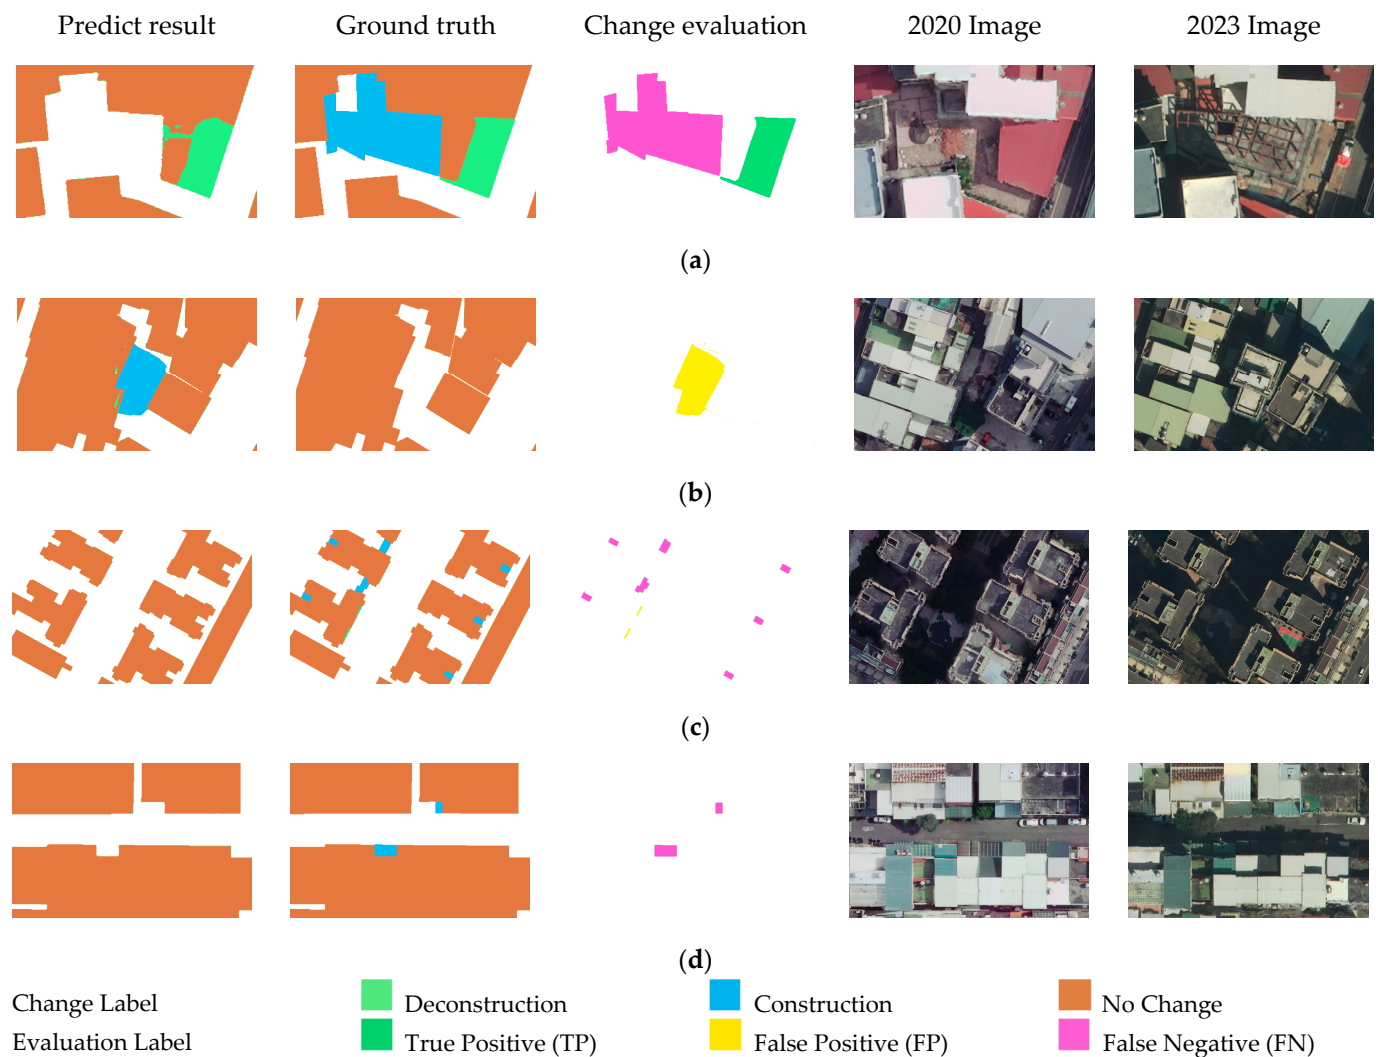 Predict result Ground truth Change evaluation 2020 Image 2023 Image
(a)
(b)
(c)
(d)
Change Label Deconstruction Construction No Change
Evaluation Label True Positive (TP) False Positive (FP) False Negative (FN)